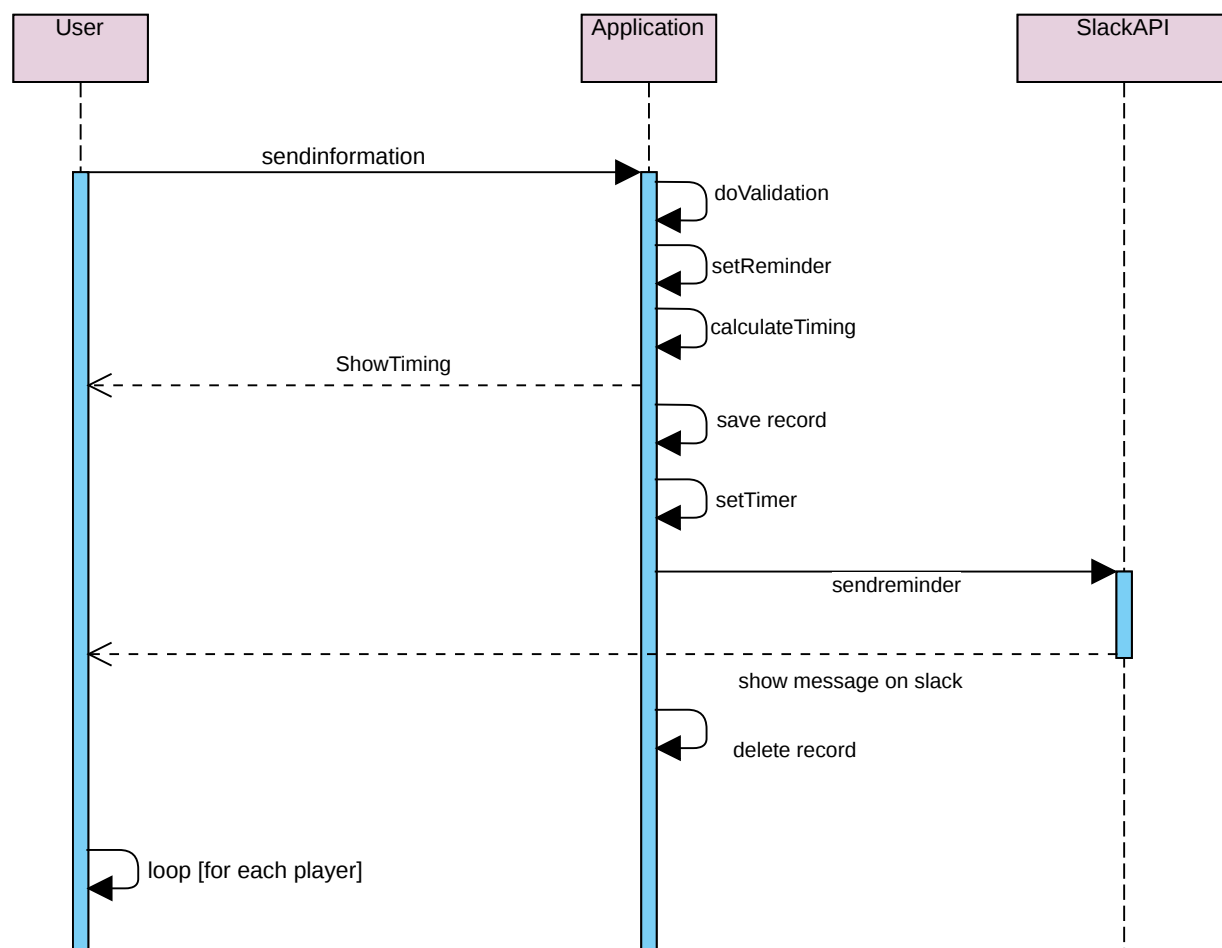 User
Application
SlackAPI
sendinformation
doValidation
setReminder
calculateTiming
ShowTiming
save record
setTimer
sendreminder
show message on slack
delete record
loop [for each player]